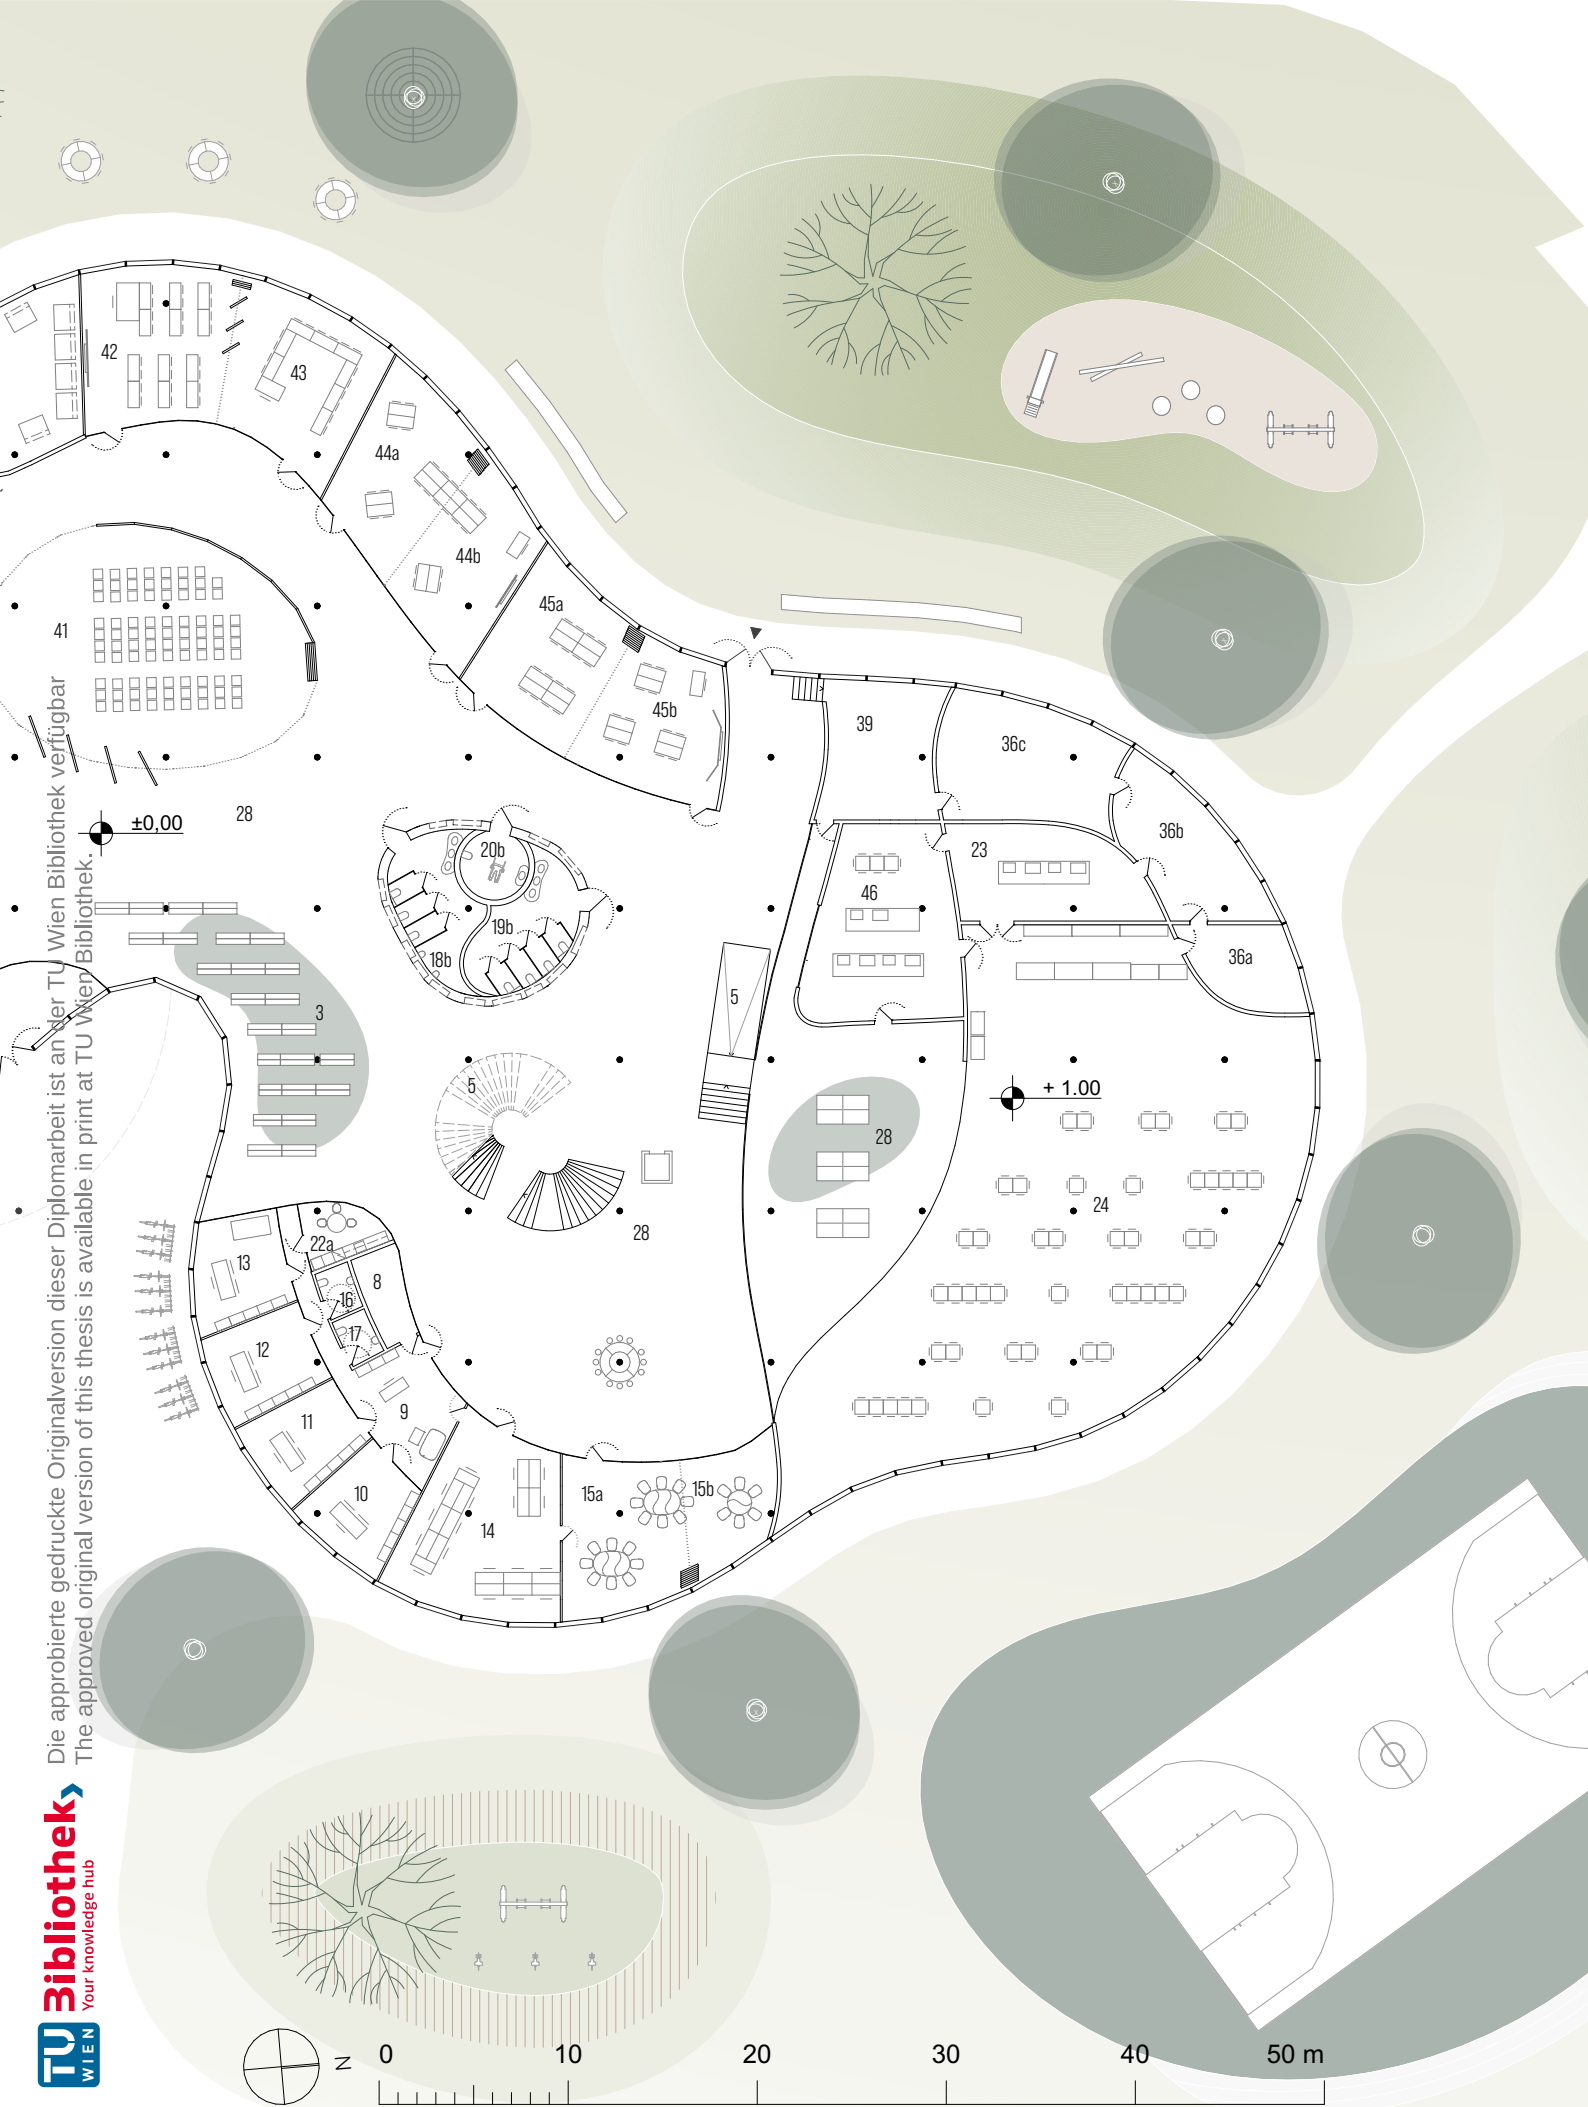 42
43
44a
44b
45a
45b
41
39
36c
36b
36a
23
46
28
±0,00
20b
19b
18b
3
5
5
+ 1.00
28
24
28
22a
13
8
16
17
12
11
9
10
14
15a
15b
Die approbierte gedruckte Originalversion dieser Diplomarbeit ist an der TU Wien Bibliothek verfügbar
The approved original version of this thesis is available in print at TU Wien Bibliothek.
Bibliothek
Your knowledge hub
TU
WIEN
N
0 10 20 30 40 50 m